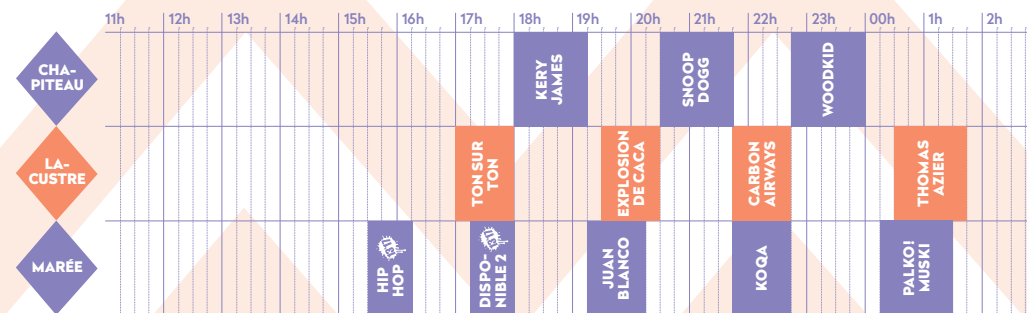 11h 12h 13h 14h 15h 16h 17h 18h 19h 20h 21h 22h 23h 00h 1h 2h
CHA-
PITEAU
KERY
JAMES
SNOOP
DOGG
WOODKID
LA-
CUSTRE
TON SUR
TON
EXPLOSION
DE CACA
CARBON
AIRWAYS
THOMAS
AZIER
MARÉE
HIP
HOP
DISPO-
NIBLE 2
JUAN
BLANCO
KOQA
PALKO!
MUSKI